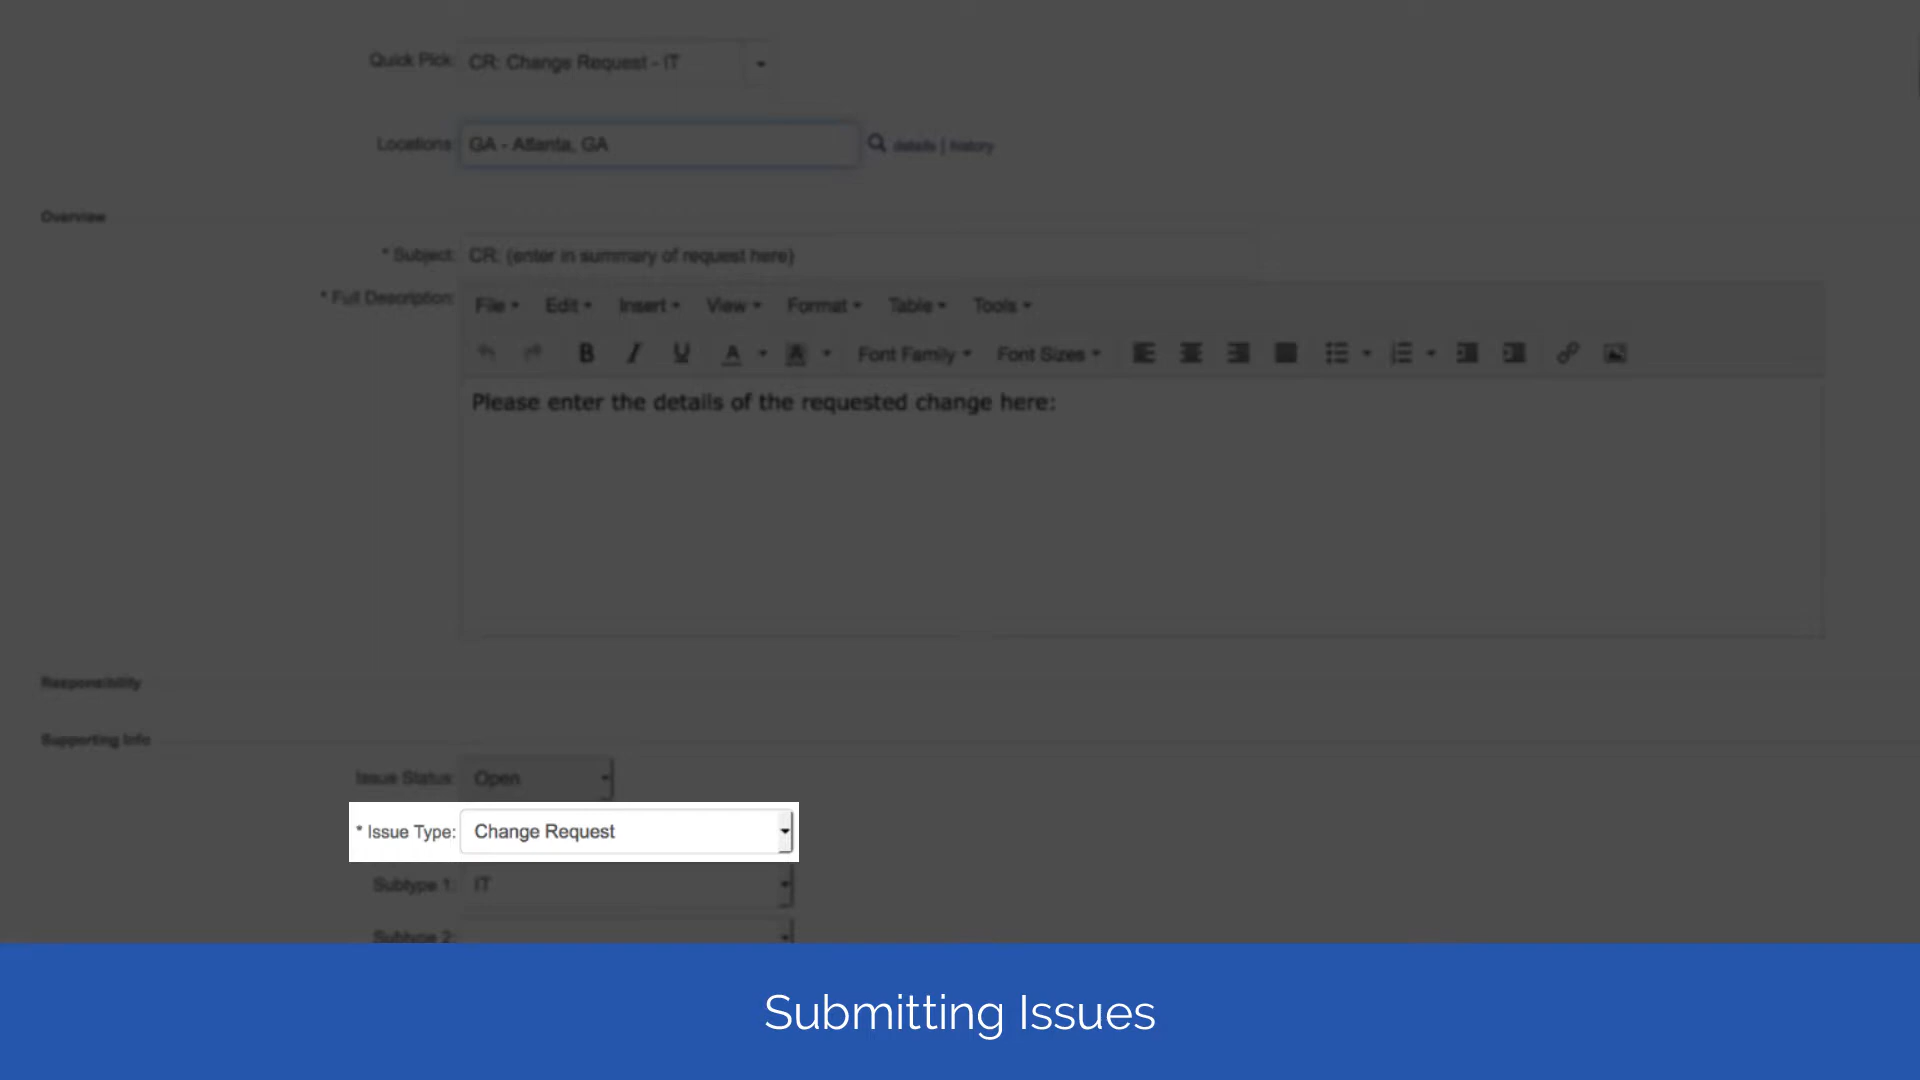 Quick Pick: CR: Change Request - IT
Locations: GA - Atlanta, GA details | history
Overview
* Subject: CR: (enter in summary of request here)
* Full Description:
File Edit Insert View Format Table Tools
B I U A A Font Family Font Sizes
Please enter the details of the requested change here:
Responsibility
Supporting Info
Issue Status: Open
* Issue Type: Change Request
Subtype 1: IT
Subtype 2:
Submitting Issues